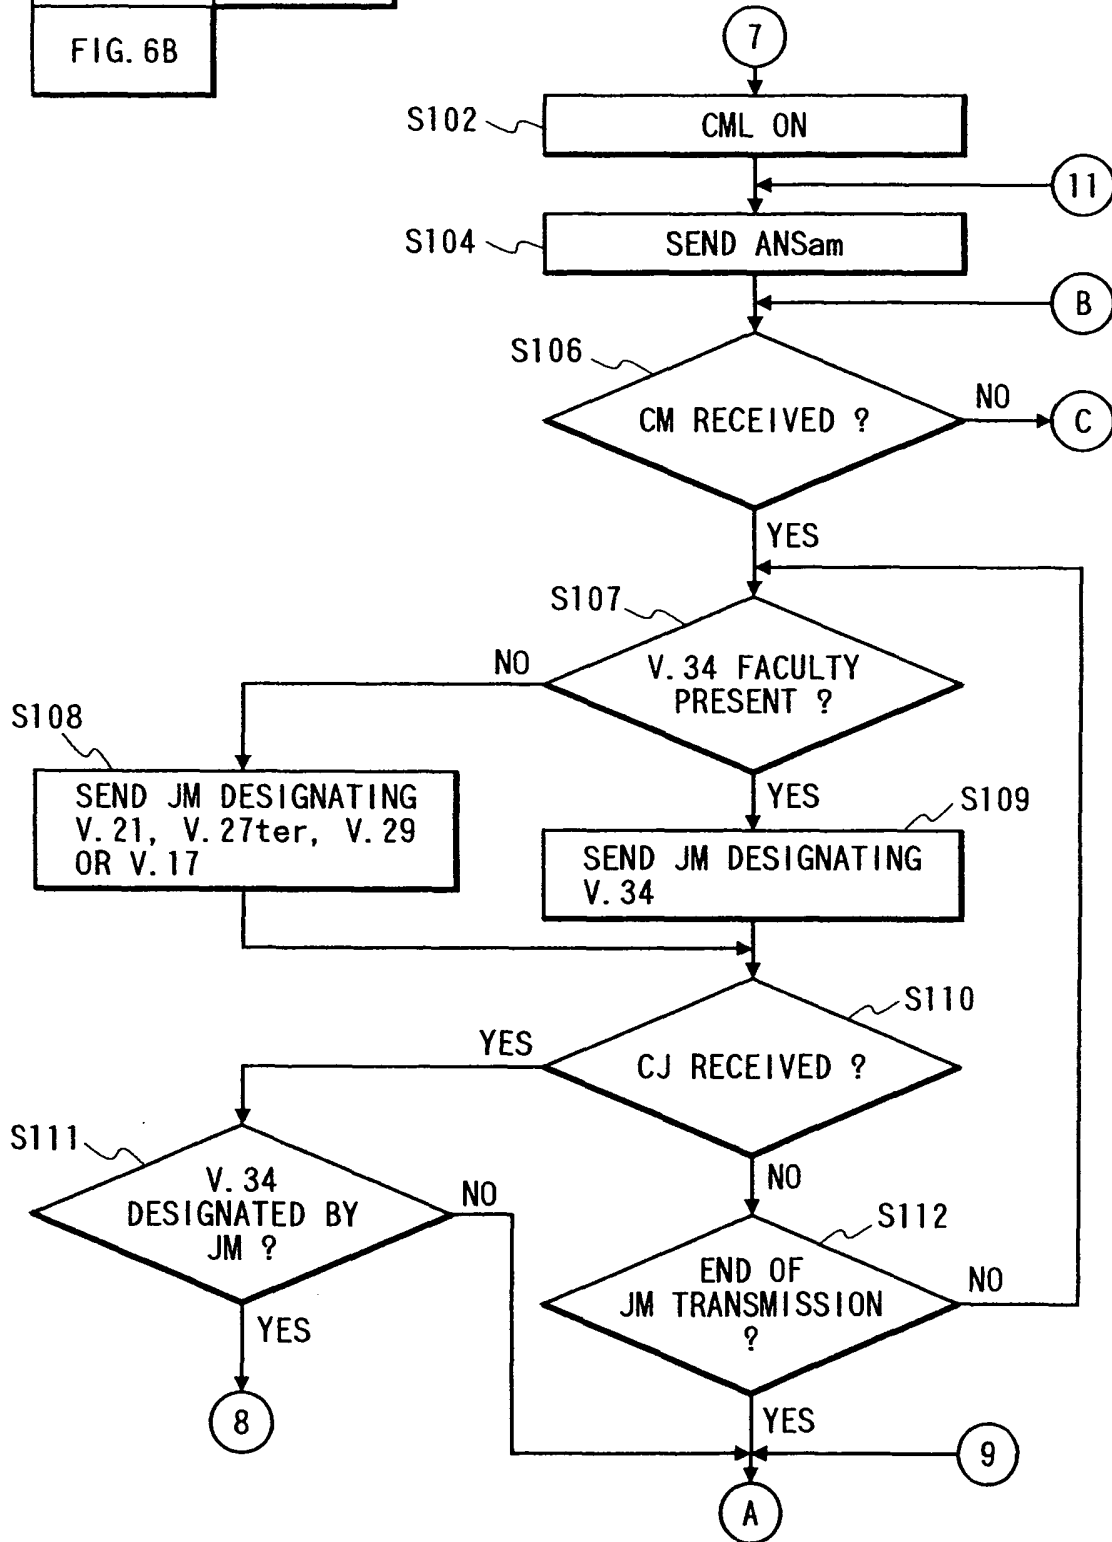 FIG. 6B
7
S102
CML ON
11
S104
SEND ANSam
B
S106
CM RECEIVED ?
NO
C
YES
S107
V. 34 FACULTY
PRESENT ?
NO
YES
S108
SEND JM DESIGNATING
V. 21, V. 27ter, V. 29
OR V. 17
S109
SEND JM DESIGNATING
V. 34
S110
CJ RECEIVED ?
YES
NO
S111
V. 34
DESIGNATED BY
JM ?
NO
YES
8
S112
END OF
JM TRANSMISSION
?
NO
YES
9
A